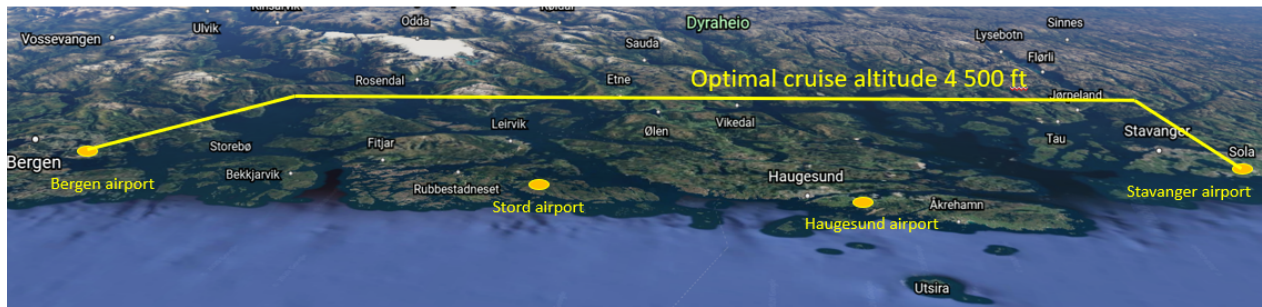 Kinsarvik
Odda
Røldal
Dyraheio
Sinnes
Ulvik
Vossevangen
Sauda
Lysebotn
Flørli
Rosendal
Etne
Optimal cruise altitude 4 500 ft
Jørpeland
Leirvik
Ølen
Vikedal
Stavanger
Tau
Storebø
Fitjar
Sola
Bergen
Bekkjarvik
Haugesund
Bergen airport
Rubbestadneset
Stord airport
Stavanger airport
Åkrehamn
Haugesund airport
Utsira